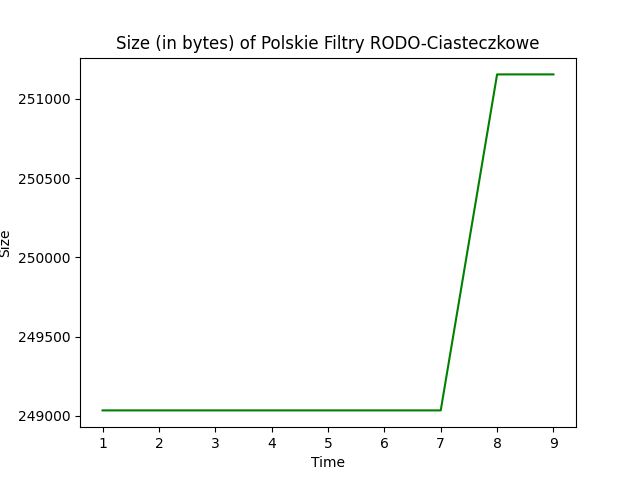 Size (in bytes) of Polskie Filtry RODO-Ciasteczkowe
251000
250500
250000
249500
249000
Size
1 2 3 4 5 6 7 8 9
Time